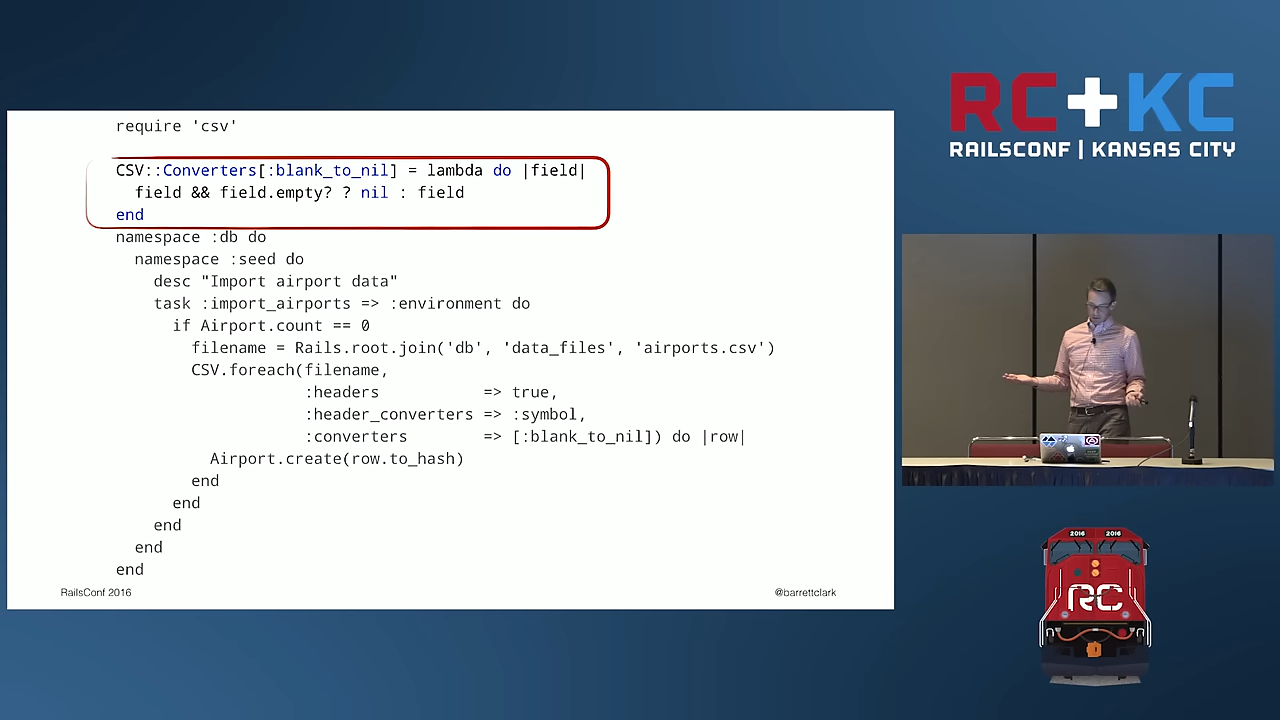 require 'csv'
CSV::Converters[:blank_to_nil] = lambda do |field|
  field && field.empty? ? nil : field
end
namespace :db do
  namespace :seed do
    desc "Import airport data"
    task :import_airports => :environment do
      if Airport.count == 0
        filename = Rails.root.join('db', 'data_files', 'airports.csv')
        CSV.foreach(filename,
                    :headers           => true,
                    :header_converters => :symbol,
                    :converters        => [:blank_to_nil]) do |row|
          Airport.create(row.to_hash)
        end
      end
    end
  end
end
RailsConf 2016
@barrettclark
RC+KC
RAILSCONF | KANSAS CITY
2016 2016
RC